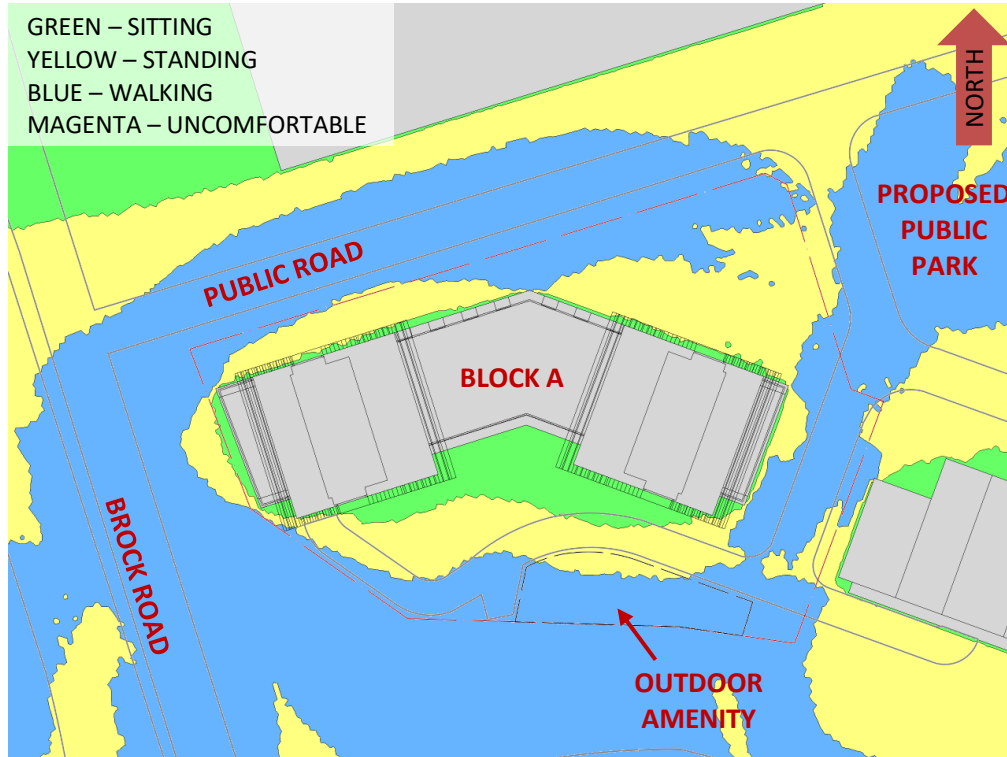 GREEN – SITTING
YELLOW – STANDING
BLUE – WALKING
MAGENTA – UNCOMFORTABLE
NORTH
PROPOSED
PUBLIC
PARK
PUBLIC ROAD
BLOCK A
BROCK ROAD
OUTDOOR
AMENITY